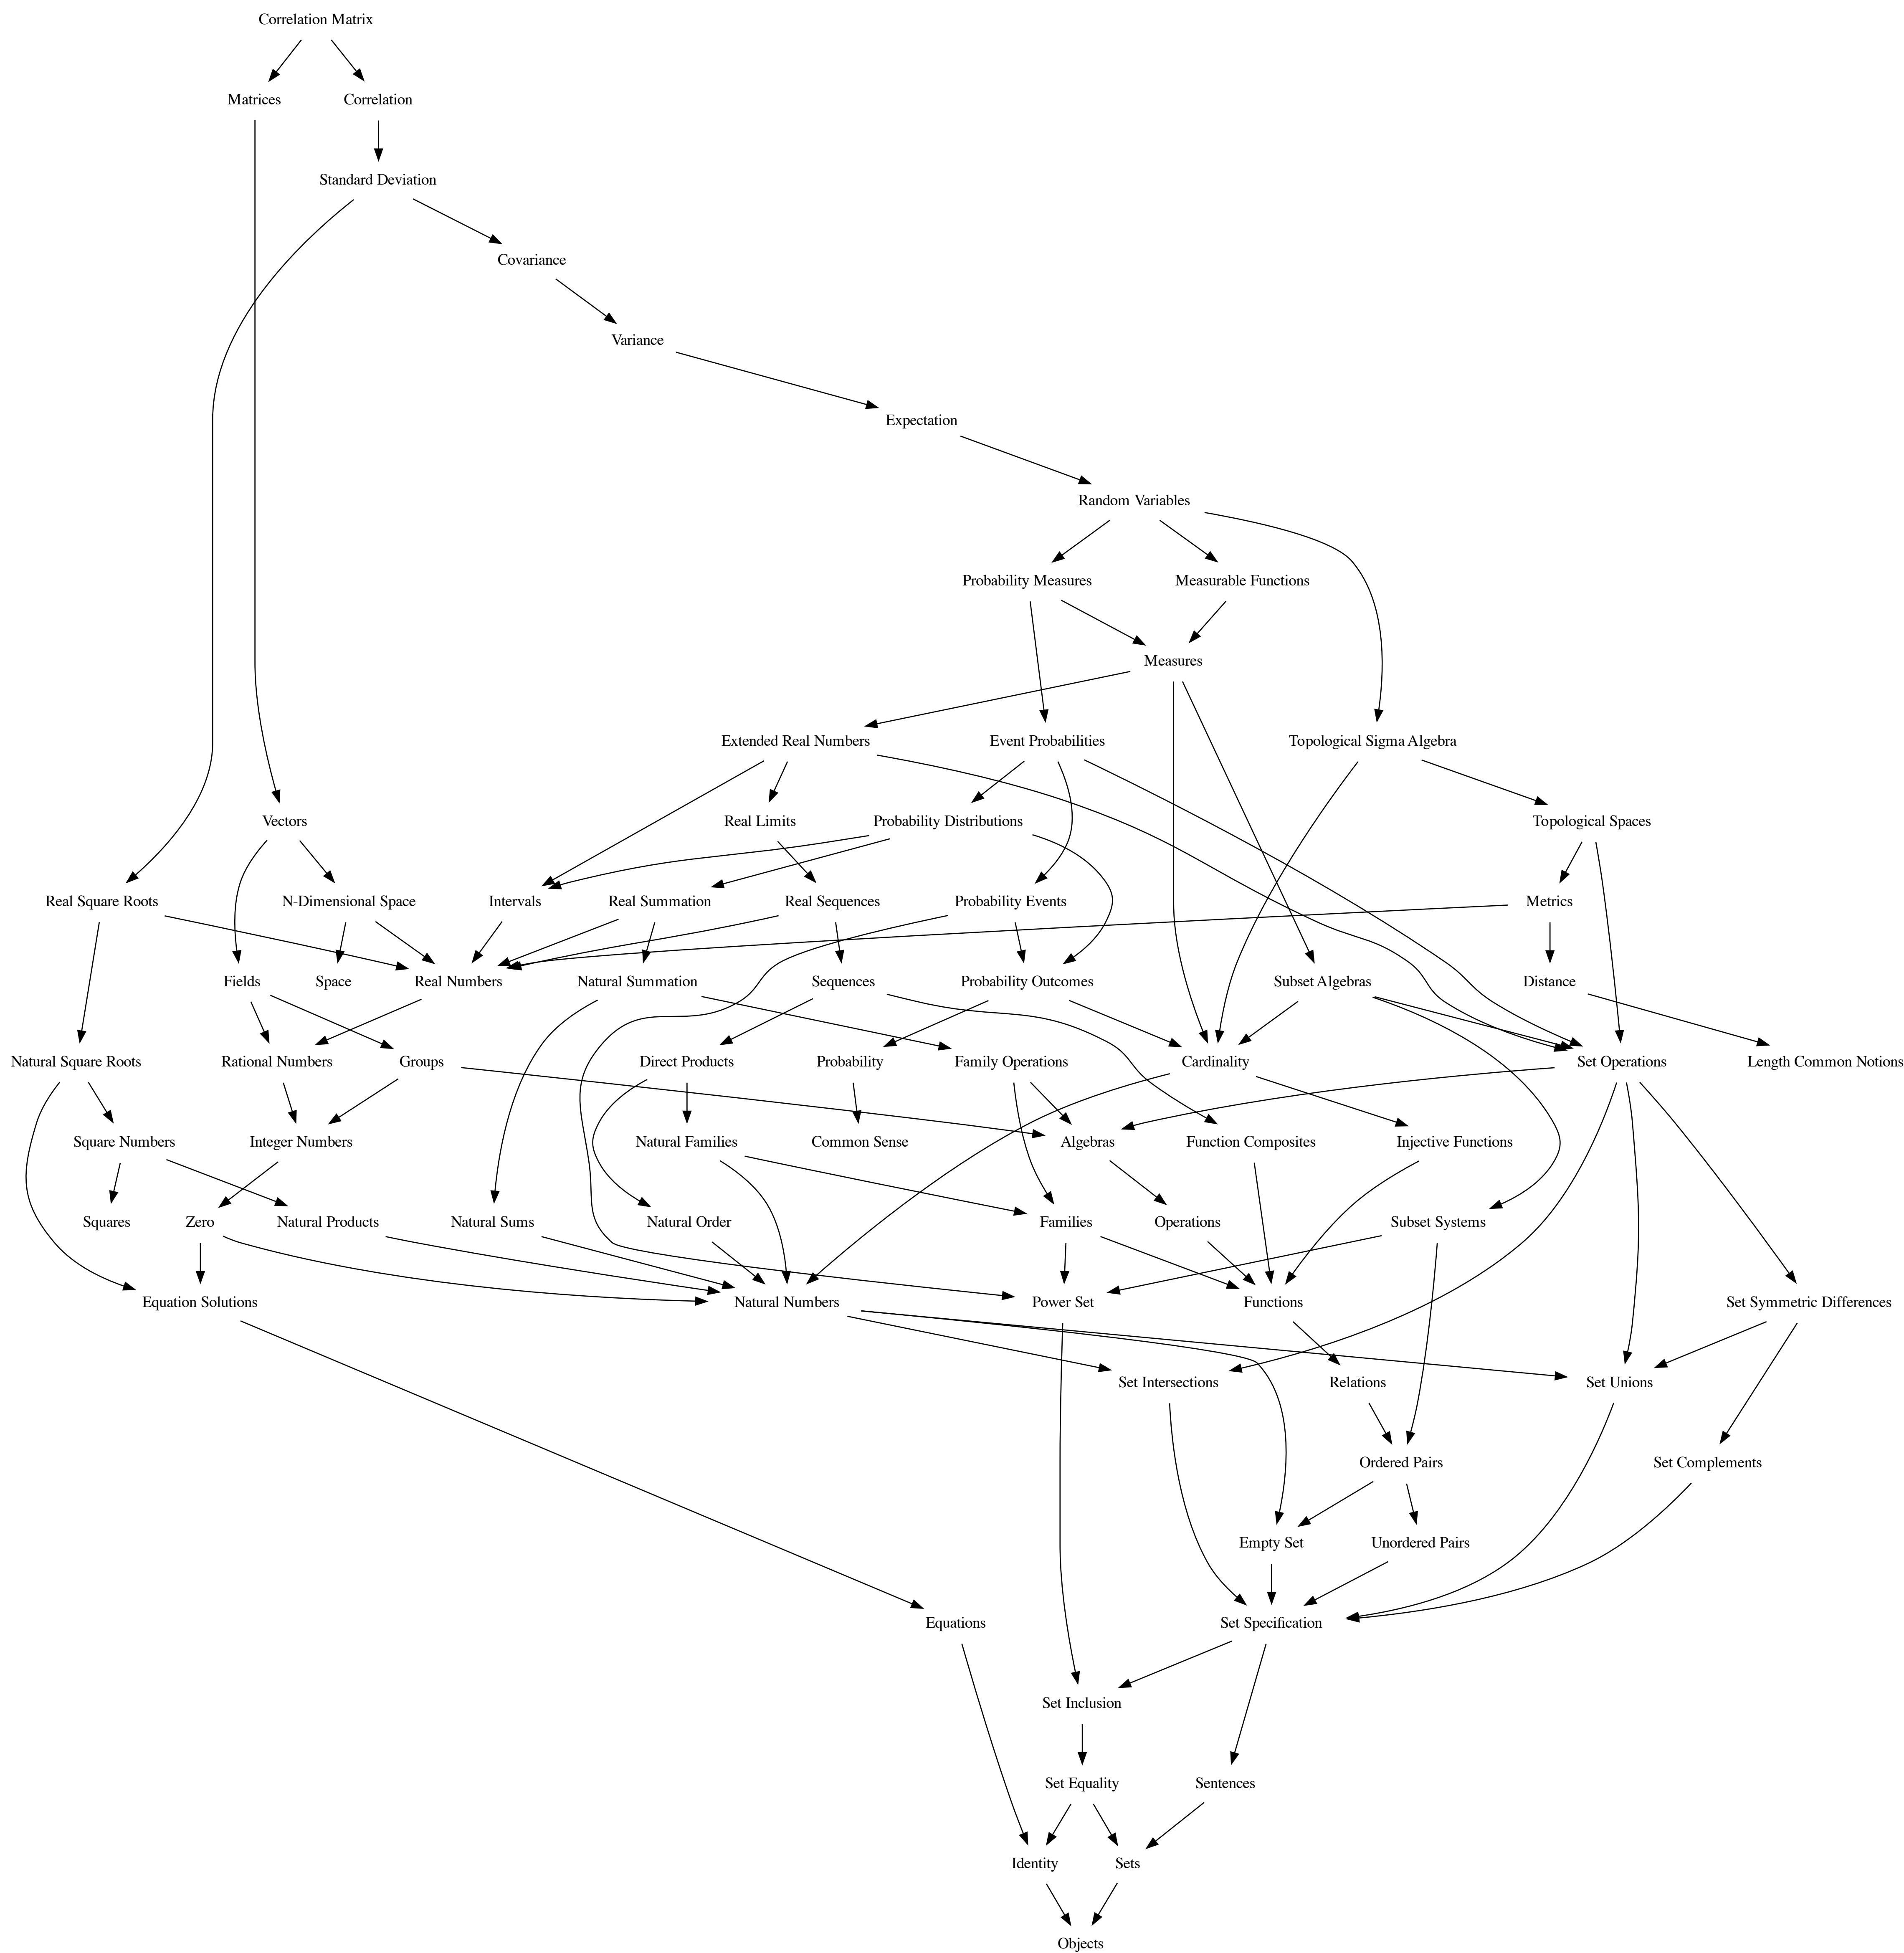 Correlation Matrix
Matrices
Correlation
Standard Deviation
Covariance
Variance
Expectation
Random Variables
Probability Measures
Measurable Functions
Measures
Extended Real Numbers
Event Probabilities
Topological Sigma Algebra
Vectors
Real Limits
Probability Distributions
Topological Spaces
Real Square Roots
N-Dimensional Space
Intervals
Real Summation
Real Sequences
Probability Events
Metrics
Fields
Space
Real Numbers
Natural Summation
Sequences
Probability Outcomes
Subset Algebras
Distance
Natural Square Roots
Rational Numbers
Groups
Direct Products
Probability
Family Operations
Cardinality
Set Operations
Length Common Notions
Square Numbers
Integer Numbers
Natural Families
Common Sense
Algebras
Function Composites
Injective Functions
Squares
Zero
Natural Products
Natural Sums
Natural Order
Families
Operations
Subset Systems
Equation Solutions
Natural Numbers
Power Set
Functions
Set Symmetric Differences
Set Intersections
Relations
Set Unions
Ordered Pairs
Set Complements
Empty Set
Unordered Pairs
Equations
Set Specification
Set Inclusion
Set Equality
Sentences
Identity
Sets
Objects